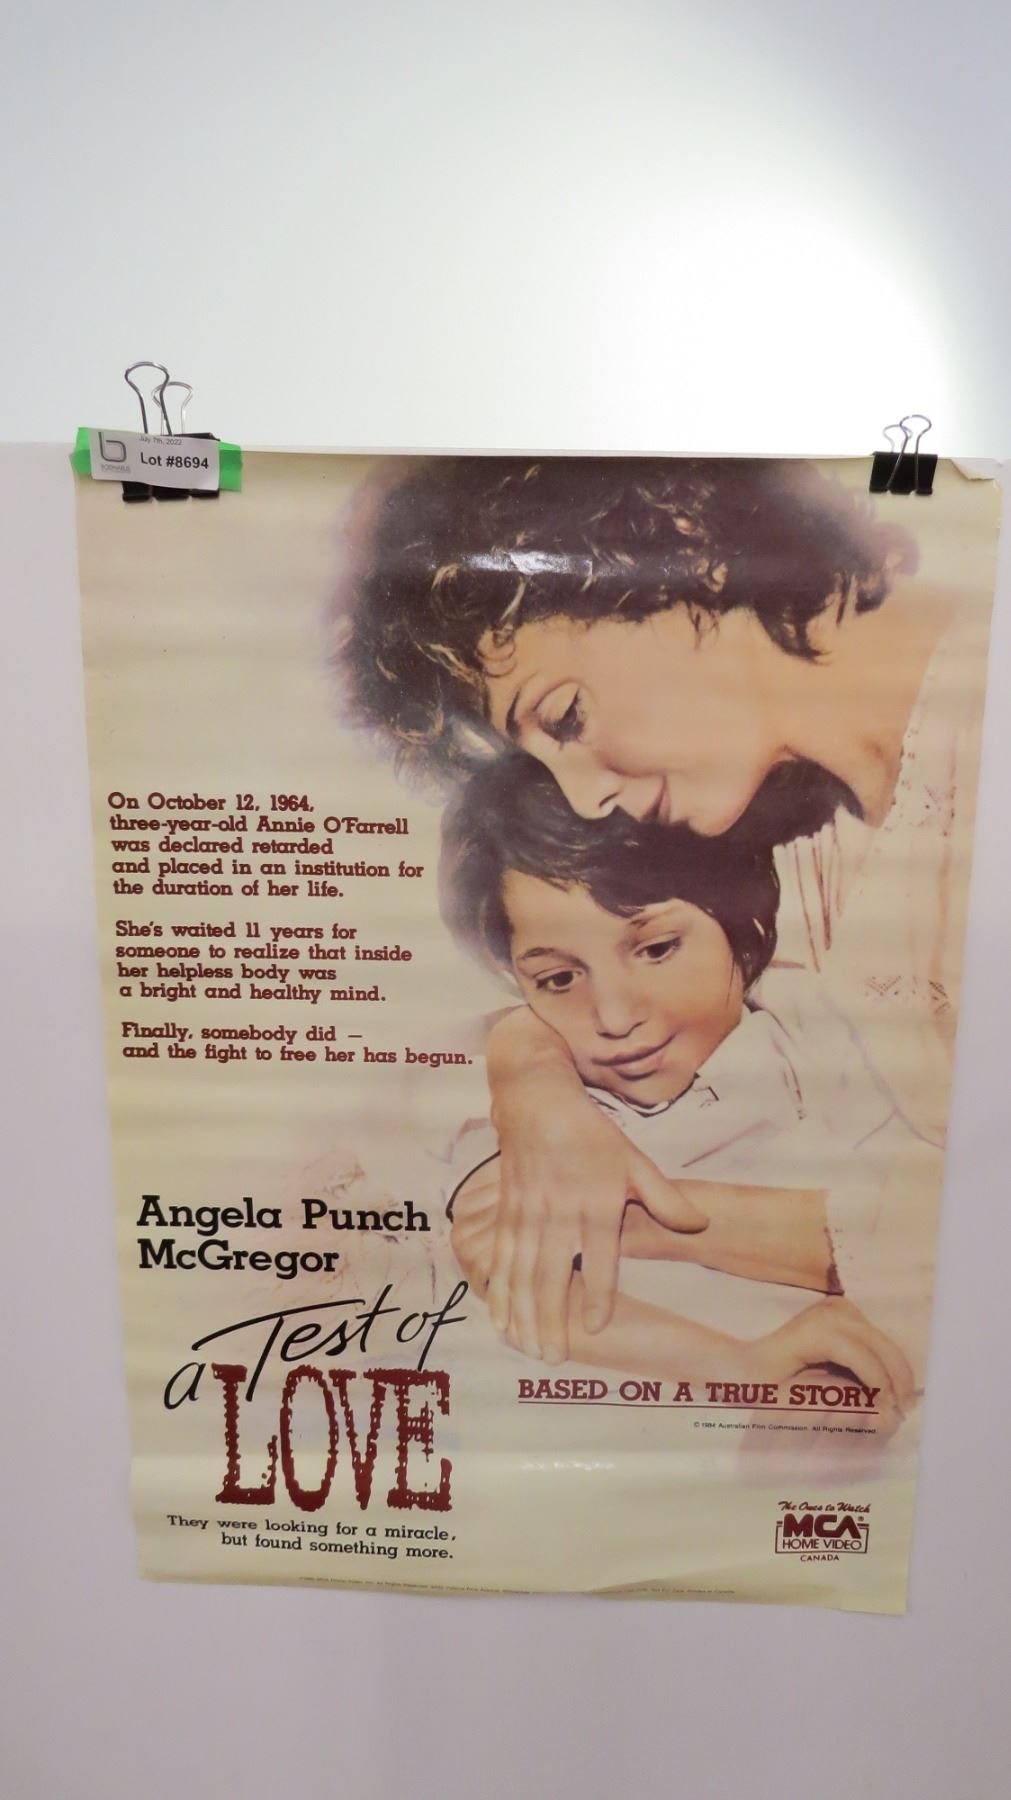 July 7th, 2022
Lot #8694
On October 12, 1964,
three-year-old Annie O'Farrell
was declared retarded
and placed in an institution for
the duration of her life.
She's waited 11 years for
someone to realize that inside
her helpless body was
a bright and healthy mind.
Finally, somebody did –
and the fight to free her has begun.
Angela Punch
McGregor
a Test of
LOVE
BASED ON A TRUE STORY
© 1984 Australian Film Commission. All Rights Reserved.
They were looking for a miracle,
but found something more.
The Ones to Watch
MCA®
HOME VIDEO
CANADA